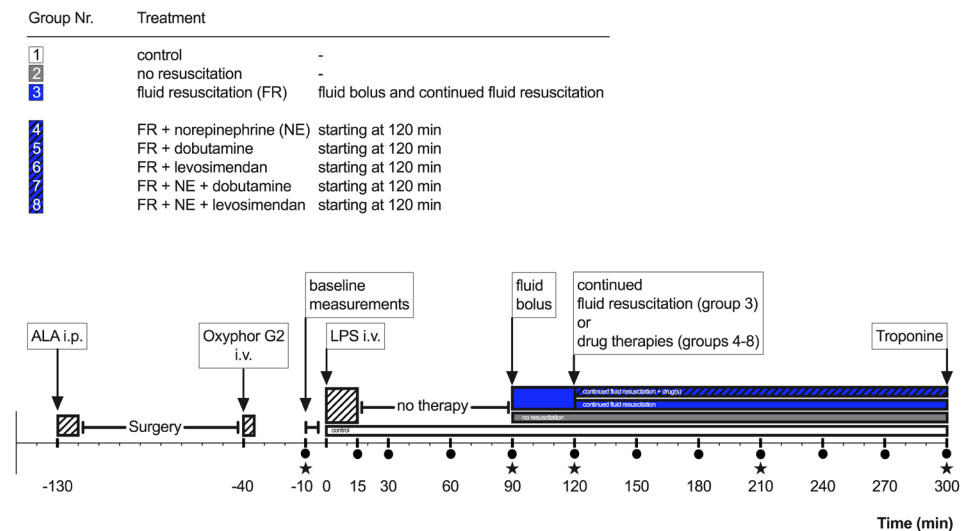 Group Nr. Treatment
1 control -
2 no resuscitation -
3 fluid resuscitation (FR) fluid bolus and continued fluid resuscitation
4 FR + norepinephrine (NE) starting at 120 min
5 FR + dobutamine starting at 120 min
6 FR + levosimendan starting at 120 min
7 FR + NE + dobutamine starting at 120 min
8 FR + NE + levosimendan starting at 120 min
baseline
measurements
fluid
bolus
continued
fluid resuscitation (group 3)
or
drug therapies (groups 4-8)
ALA i.p.
Oxyphor G2
i.v.
LPS i.v.
Troponine
continued fluid resuscitation + drug(s)
continued fluid resuscitation
no resuscitation
control
Surgery
no therapy
-130 -40 -10 0 15 30 60 90 120 150 180 210 240 270 300
Time (min)